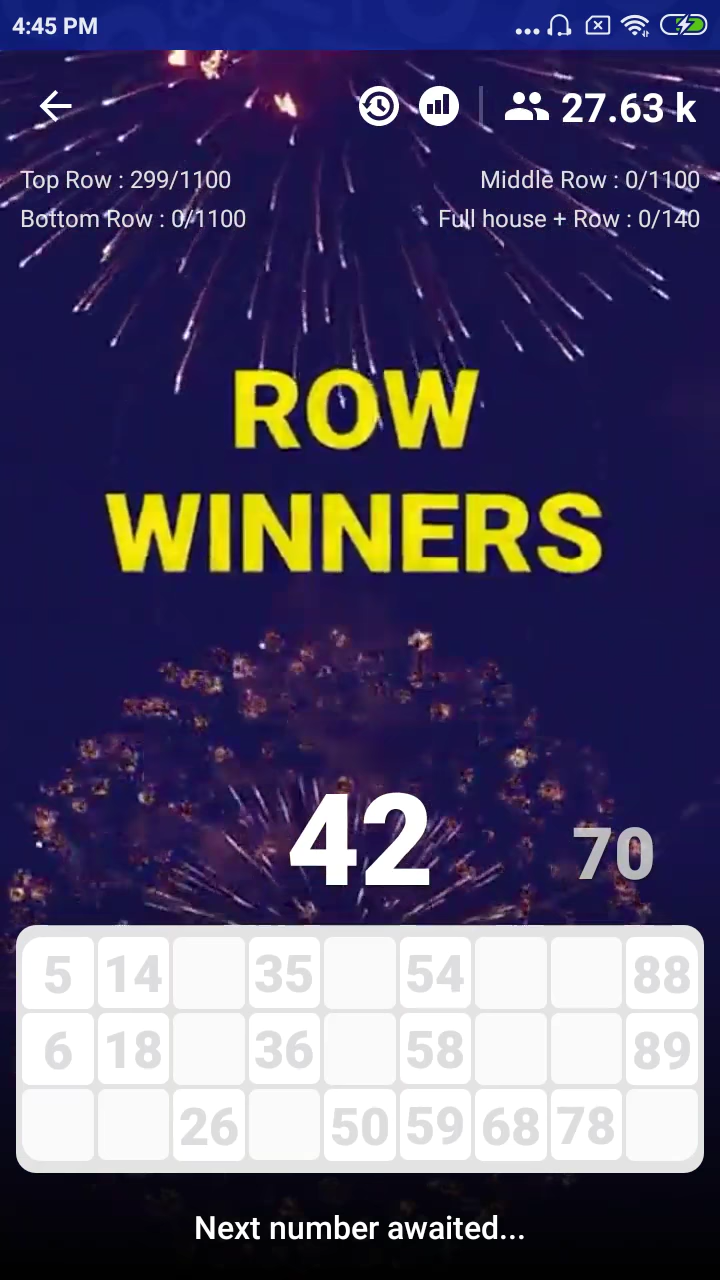 4:45 PM
27.63 k
Top Row : 299/1100
Middle Row : 0/1100
Bottom Row : 0/1100
Full house + Row : 0/140
ROW
WINNERS
42 70
5 14 35 54 88
6 18 36 58 89
26 50 59 68 78
Next number awaited...